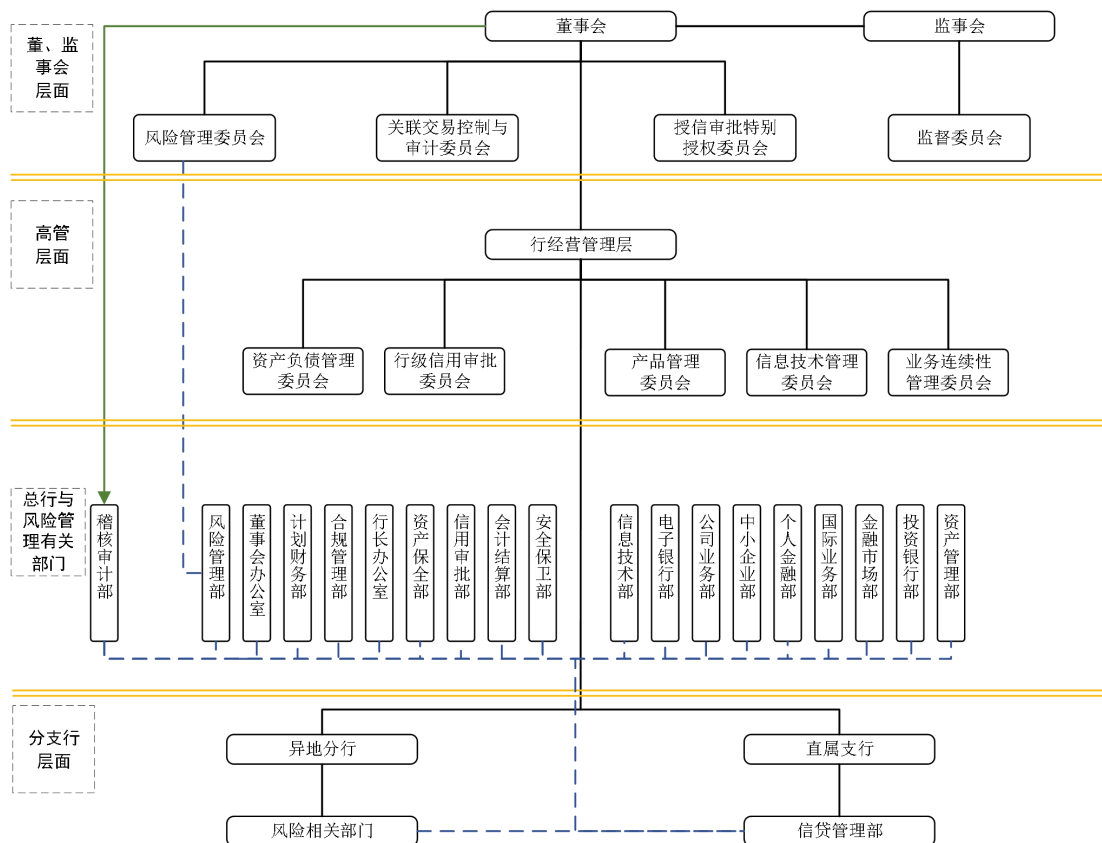 董、监
事会
层面
董事会
监事会
风险管理委员会
关联交易控制与
审计委员会
授信审批特别
授权委员会
监督委员会
高管
层面
行经营管理层
资产负债管理
委员会
行级信用审批
委员会
产品管理
委员会
信息技术管理
委员会
业务连续性
管理委员会
总行与
风险管
理有关
部门
稽核审计部
风险管理部
董事会办公室
计划财务部
合规管理部
行长办公室
资产保全部
信用审批部
会计结算部
安全保卫部
信息技术部
电子银行部
公司业务部
中小企业部
个人金融部
国际业务部
金融市场部
投资银行部
资产管理部
分支行
层面
异地分行
直属支行
风险相关部门
信贷管理部